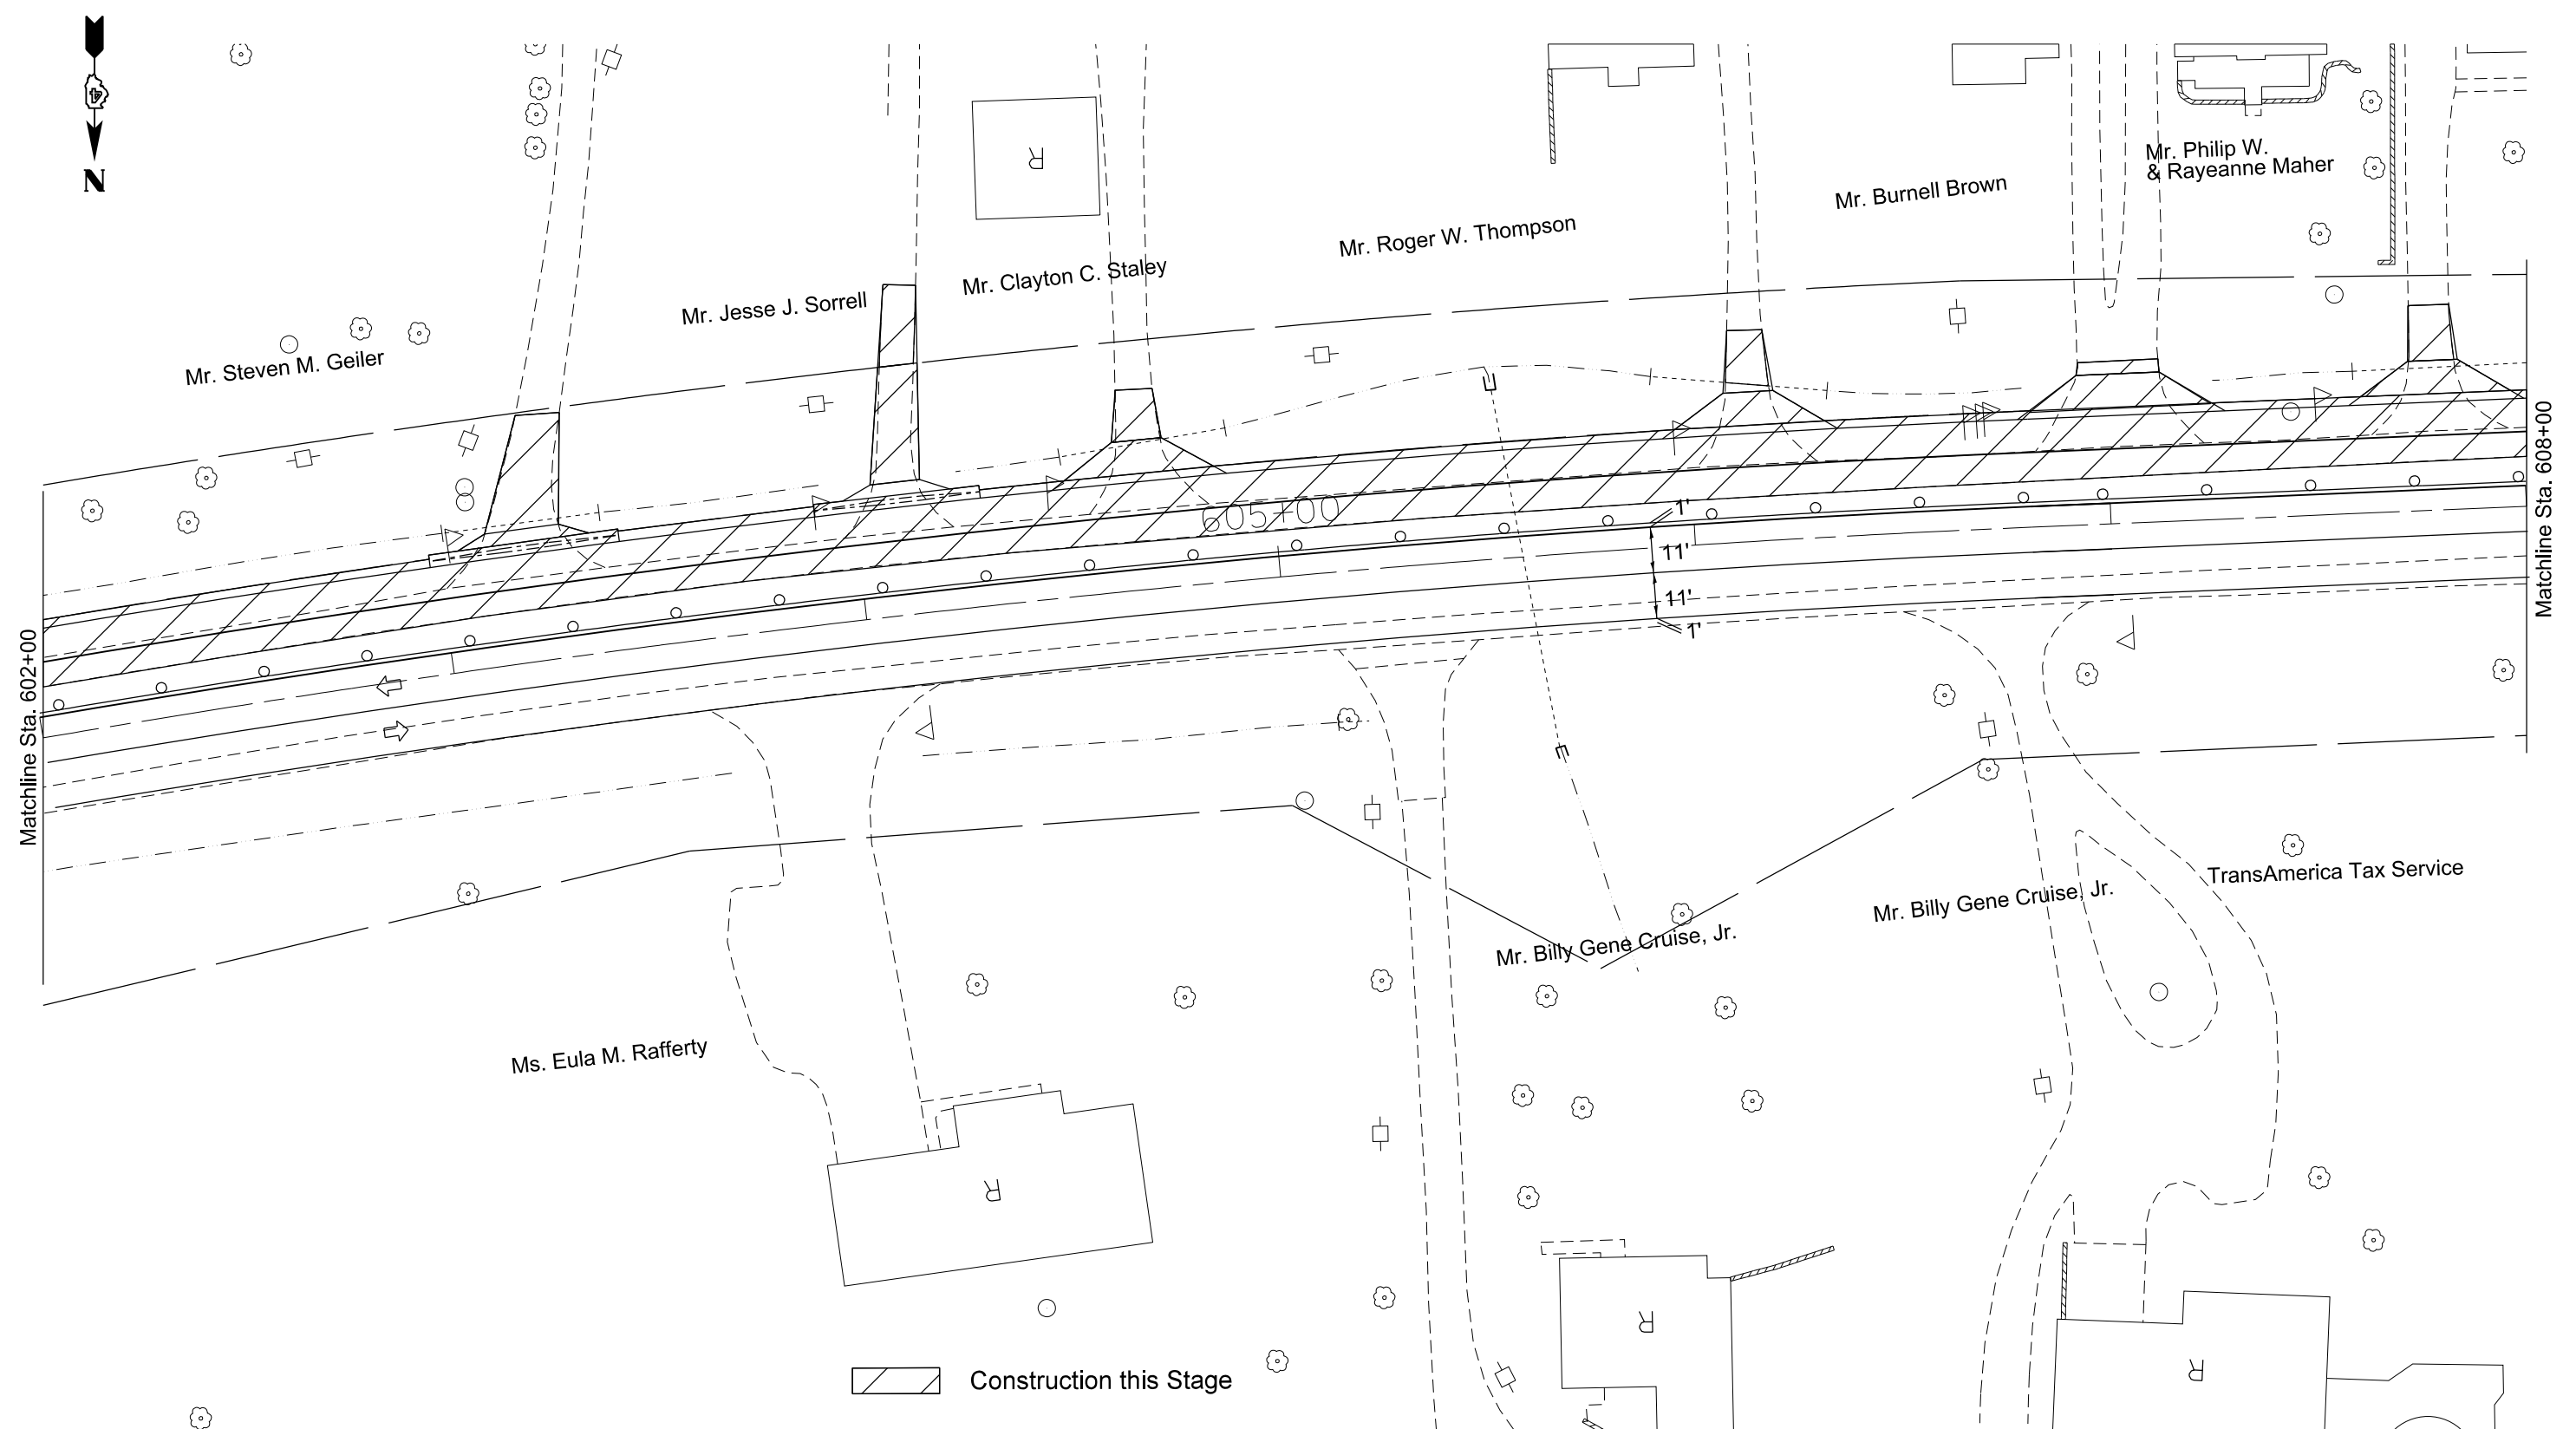 N
R
Mr. Philip W.
& Rayeanne Maher
Mr. Burnell Brown
Mr. Roger W. Thompson
Mr. Clayton C. Staley
Mr. Jesse J. Sorrell
Mr. Steven M. Geiler
Matchline Sta. 602+00
Matchline Sta. 608+00
605+00
1'
11'
11'
1'
TransAmerica Tax Service
Mr. Billy Gene Cruise, Jr.
Mr. Billy Gene Cruise, Jr.
Ms. Eula M. Rafferty
R
R
R
Construction this Stage